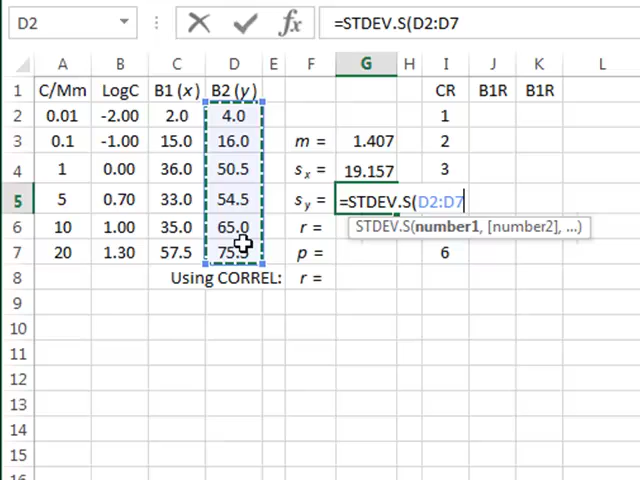 D2 =STDEV.S(D2:D7
A B C D E F G H I J K L
1 C/Mm LogC B1 (x) B2 (y) CR B1R B1R
2 0.01 -2.00 2.0 4.0 1
3 0.1 -1.00 15.0 16.0 m = 1.407 2
4 1 0.00 36.0 50.5 s x = 19.157 3
5 5 0.70 33.0 54.5 s y = =STDEV.S(D2:D7
6 10 1.00 35.0 65.0 r = STDEV.S(number1, [number2], ...)
7 20 1.30 57.5 75.5 p = 6
8 Using CORREL: r =
9
10
11
12
13
14
15
16